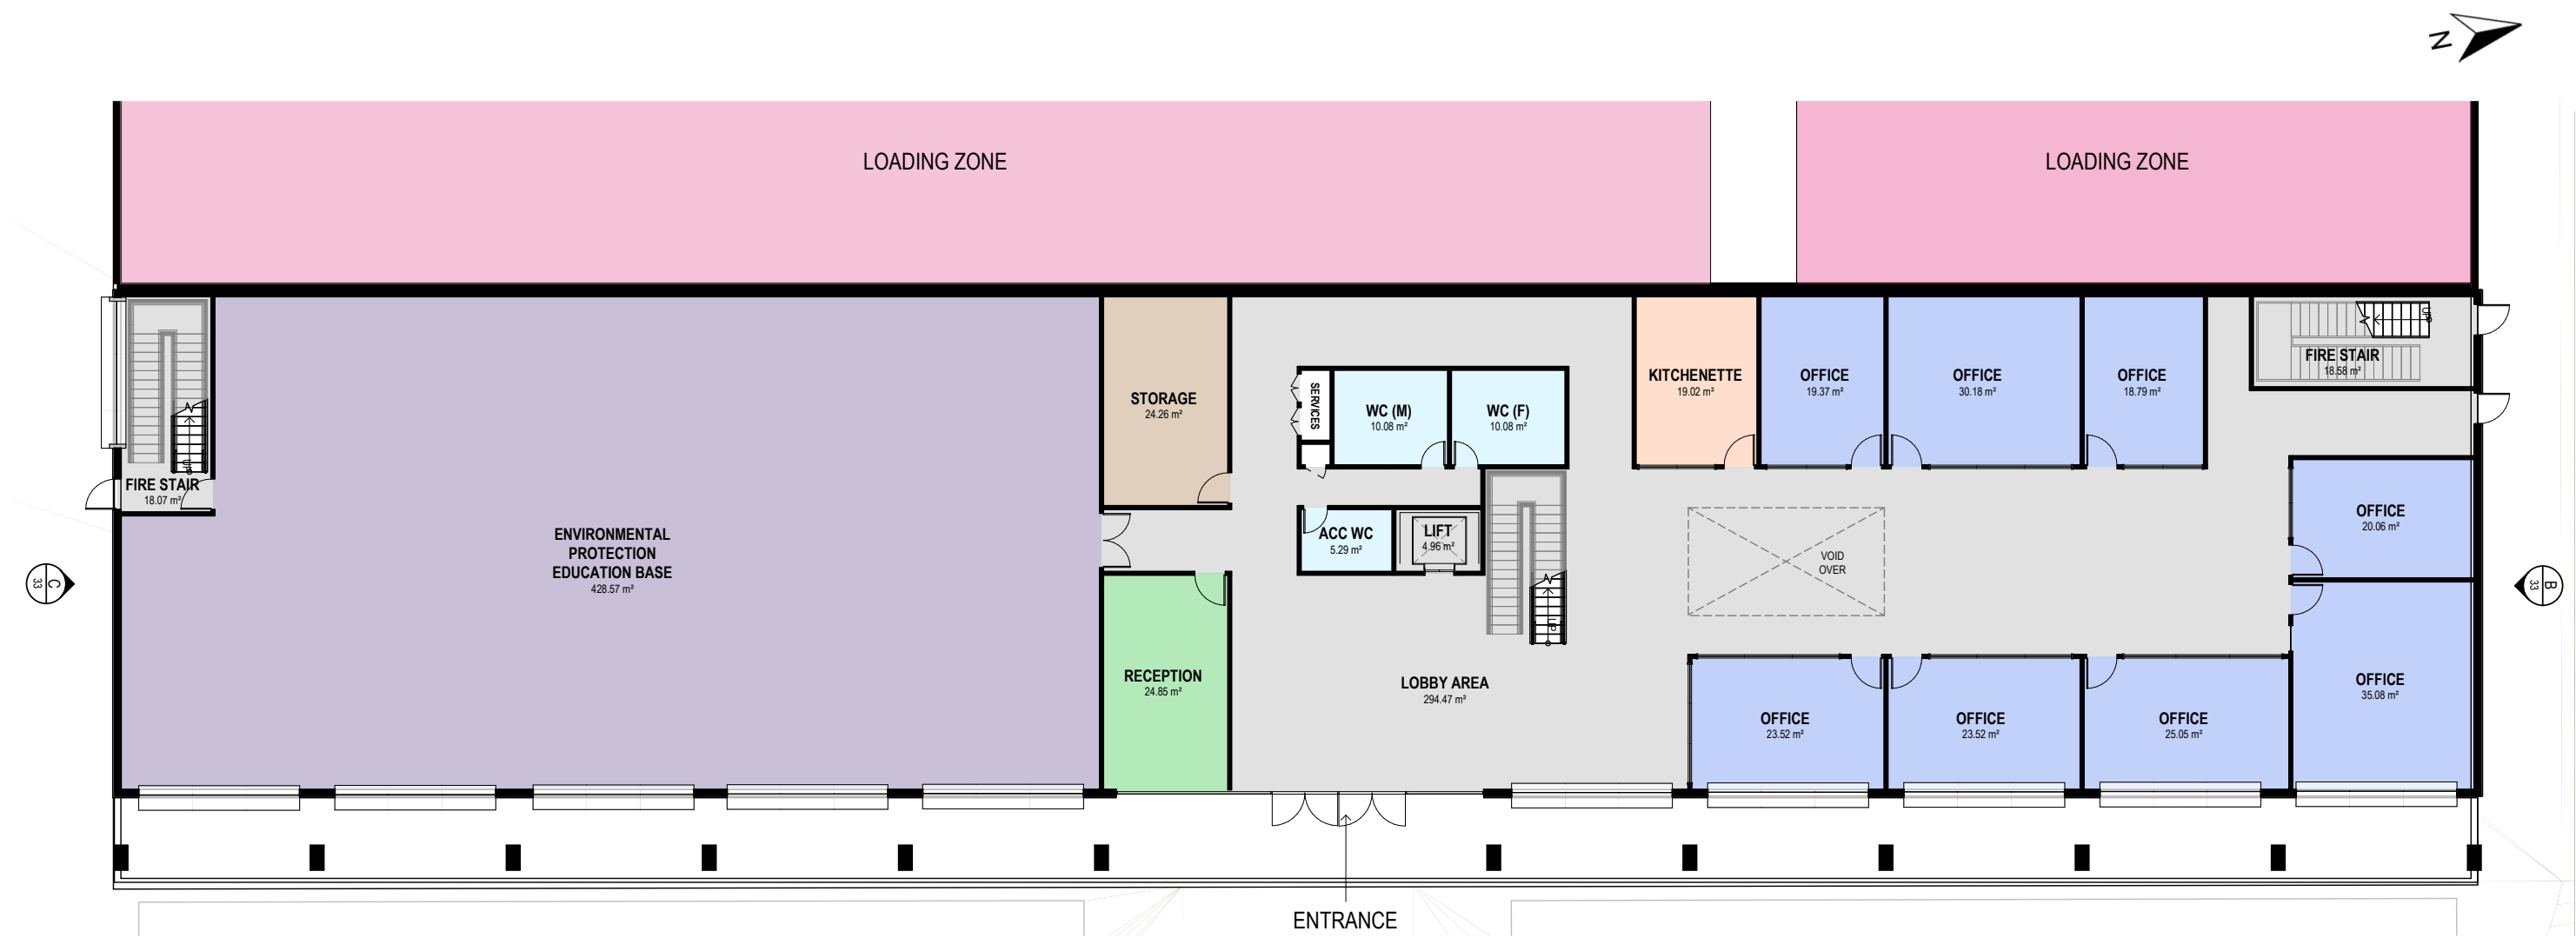 N
LOADING ZONE
LOADING ZONE
FIRE STAIR
18.07 m²
UP
ENVIRONMENTAL
PROTECTION
EDUCATION BASE
428.57 m²
STORAGE
24.26 m²
RECEPTION
24.85 m²
SERVICES
WC (M)
10.08 m²
WC (F)
10.08 m²
ACC WC
5.29 m²
LIFT
4.96 m²
UP
LOBBY AREA
294.47 m²
KITCHENETTE
19.02 m²
OFFICE
19.37 m²
OFFICE
30.18 m²
OFFICE
18.79 m²
FIRE STAIR
18.58 m²
UP
VOID
OVER
OFFICE
20.06 m²
OFFICE
35.08 m²
OFFICE
23.52 m²
OFFICE
23.52 m²
OFFICE
25.05 m²
C
33
B
33
ENTRANCE